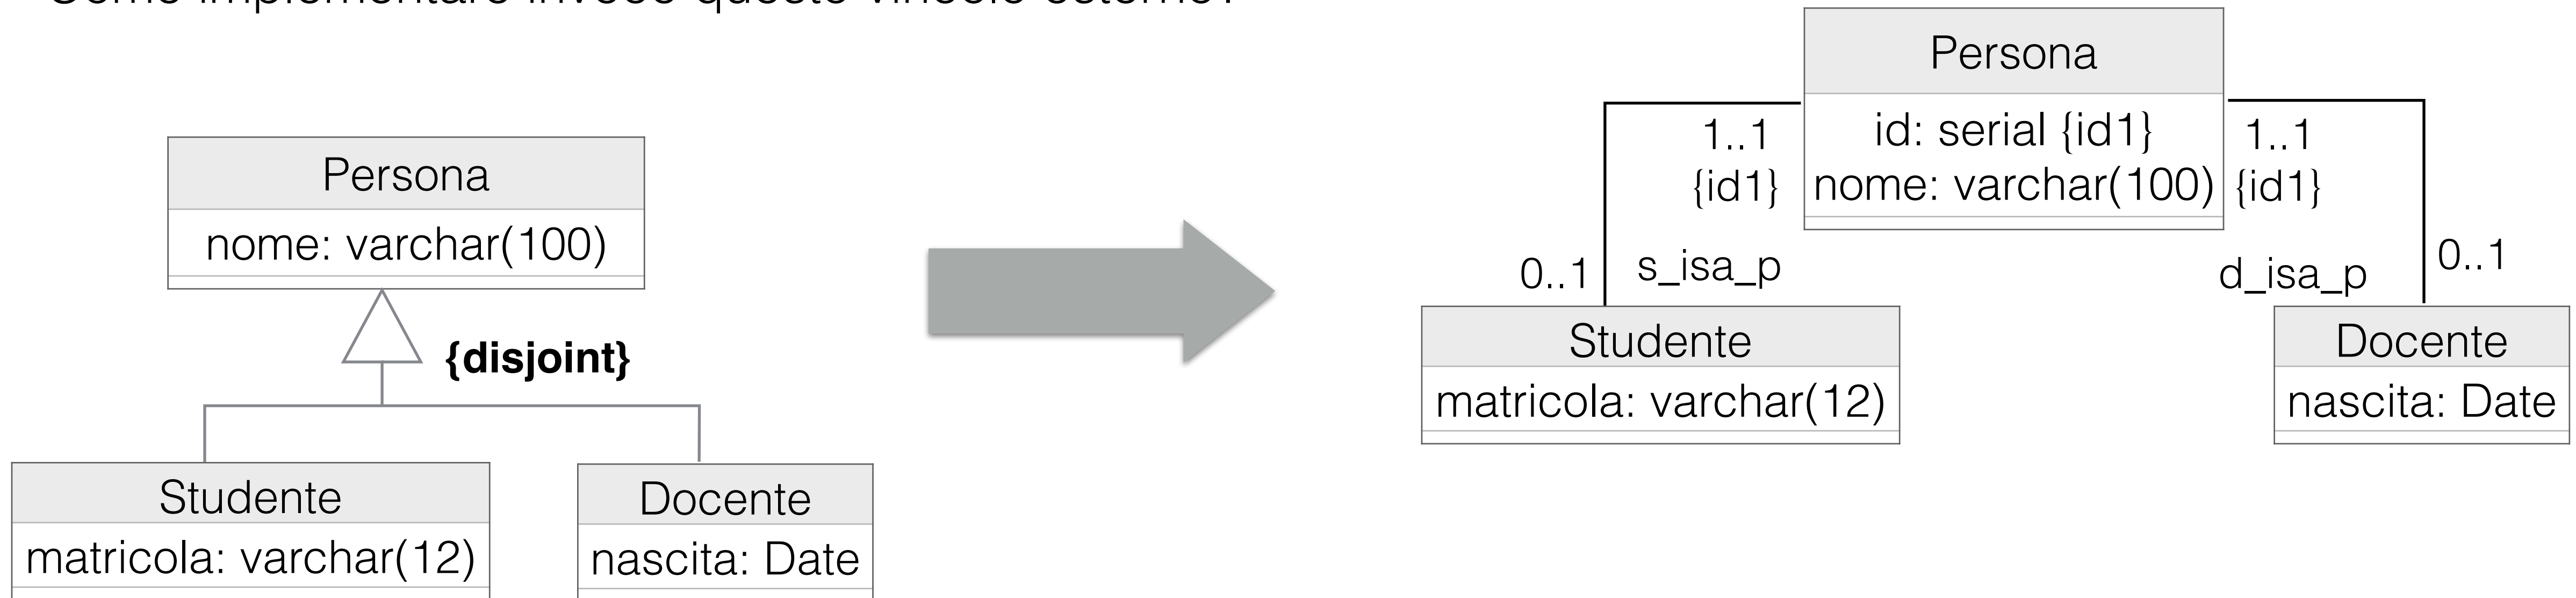 Persona
nome: varchar(100)
{disjoint}
Studente
matricola: varchar(12)
Docente
nascita: Date
Persona
id: serial {id1}
nome: varchar(100)
1..1
{id1}
1..1
{id1}
0..1
s_isa_p
d_isa_p
0..1
Studente
matricola: varchar(12)
Docente
nascita: Date